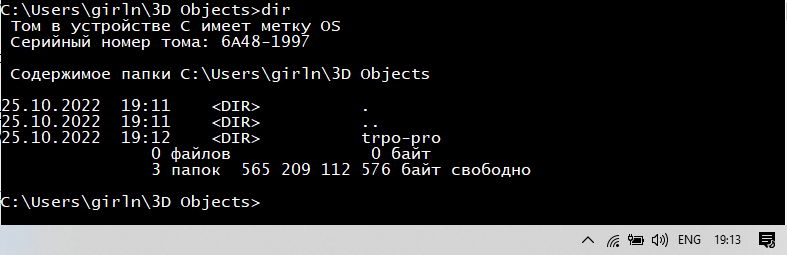 C:\Users\girln\3D Objects>dir
Том в устройстве C имеет метку OS
Серийный номер тома: 6A48-1997
Содержимое папки C:\Users\girln\3D Objects
25.10.2022 19:11 <DIR> .
25.10.2022 19:11 <DIR> ..
25.10.2022 19:12 <DIR> trpo-pro
0 файлов 0 байт
3 папок 565 209 112 576 байт свободно
C:\Users\girln\3D Objects>
ENG 19:13